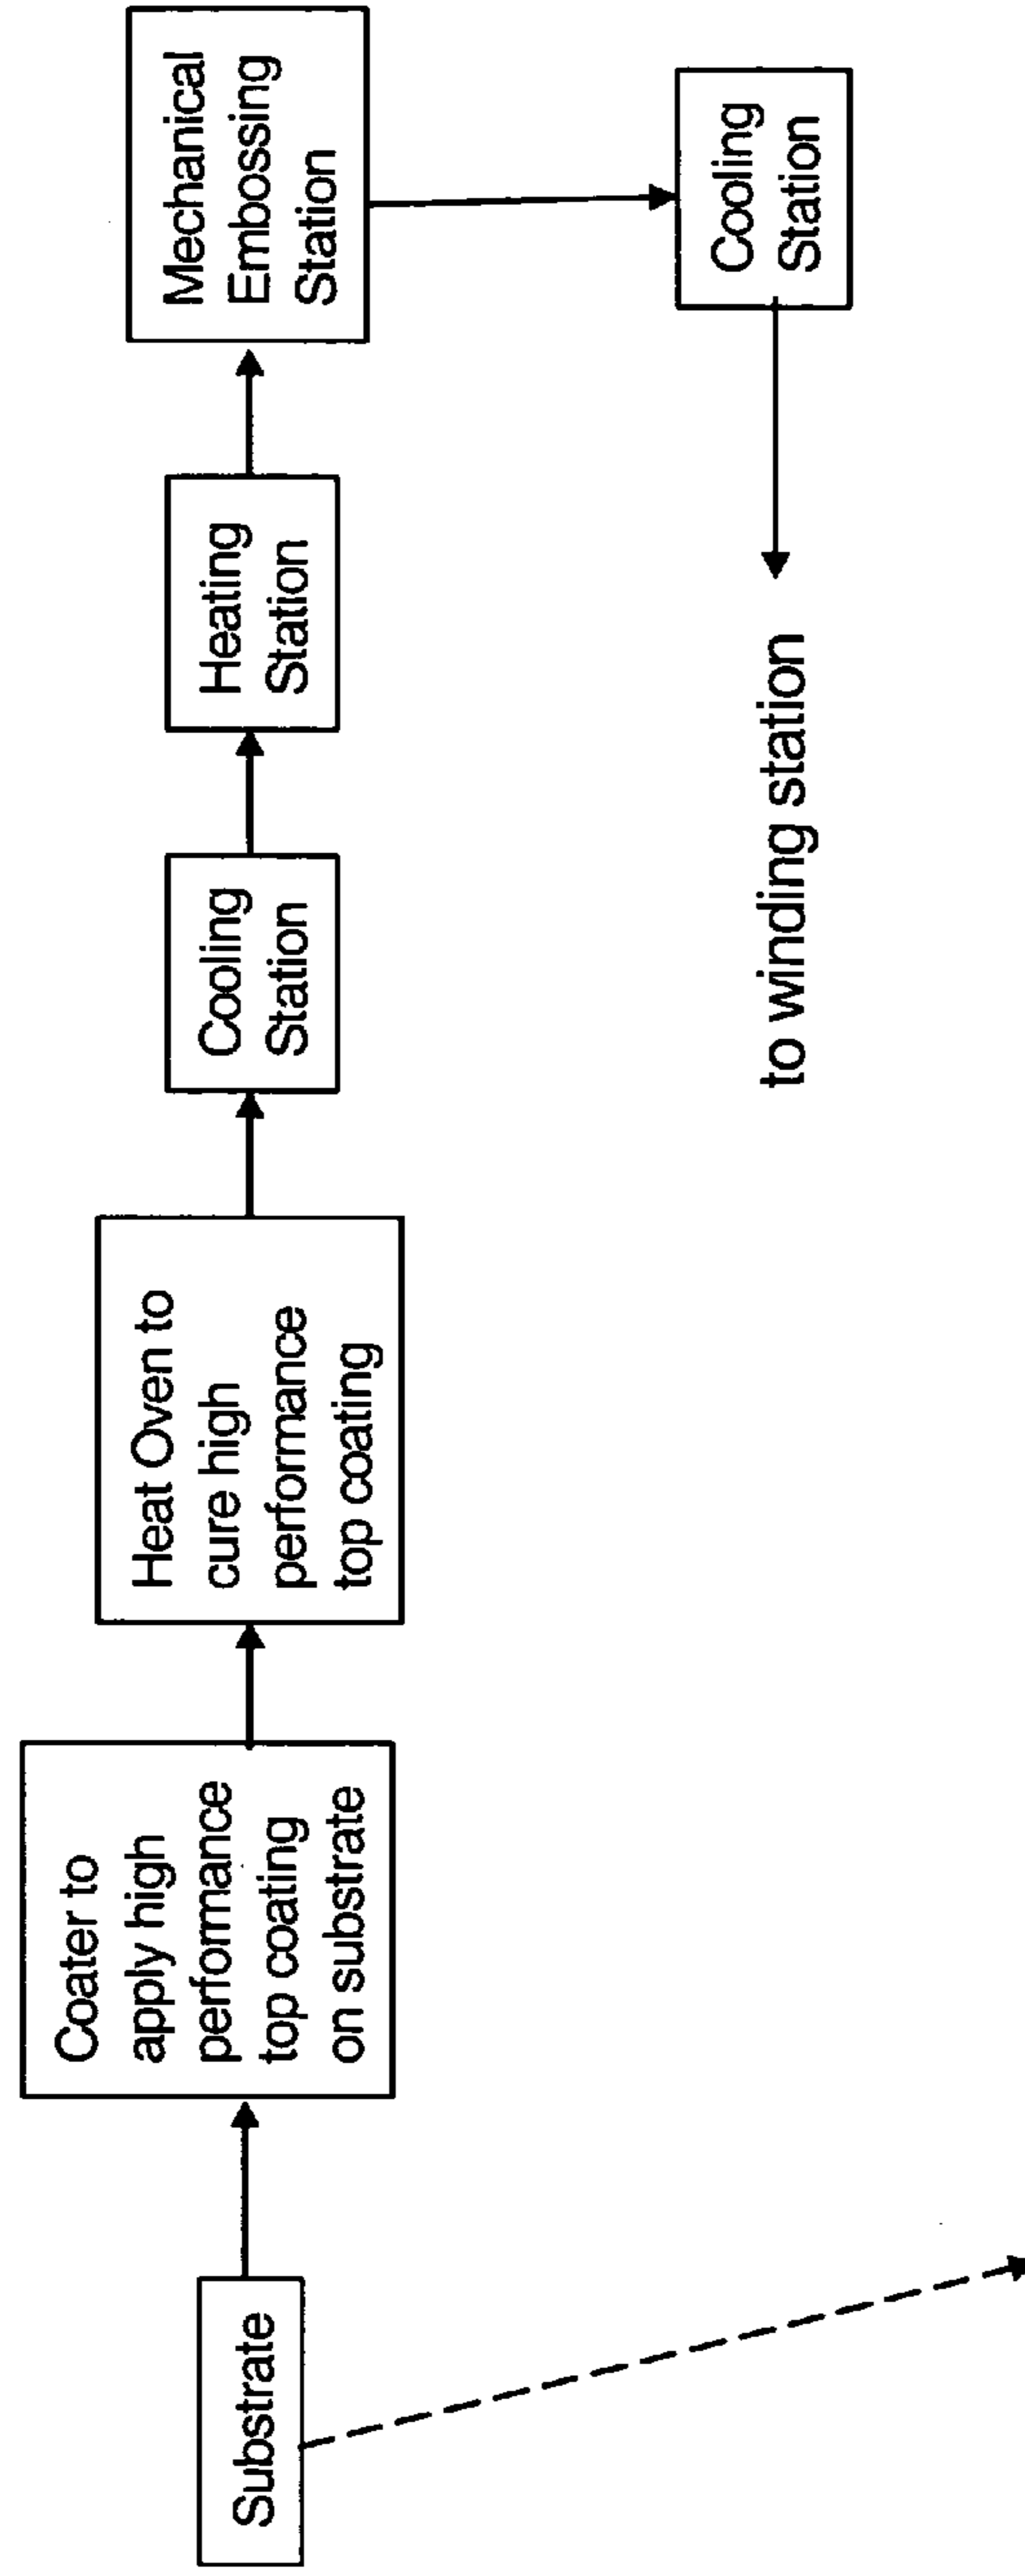 Substrate
Coater to
apply high
performance
top coating
on substrate
Heat Oven to
cure high
performance
top coating
Cooling
Station
Heating
Station
Mechanical
Embossing
Station
Cooling
Station
to winding station